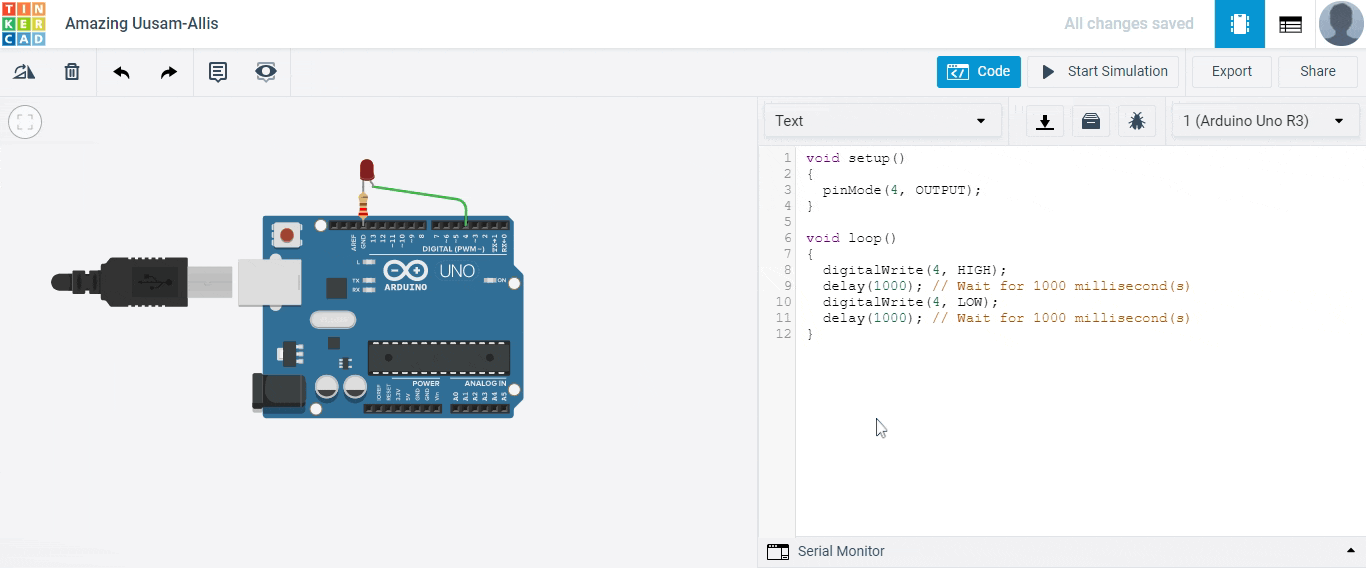 TIN
KER
CAD
Amazing Uusam-Allis
All changes saved
Code
Start Simulation
Export
Share
Text
1 (Arduino Uno R3)
1 void setup()
2 {
3 pinMode(4, OUTPUT);
4 }
5
6 void loop()
7 {
8 digitalWrite(4, HIGH);
9 delay(1000); // Wait for 1000 millisecond(s)
10 digitalWrite(4, LOW);
11 delay(1000); // Wait for 1000 millisecond(s)
12 }
AREF
GND
13
12
~11
~10
~9
8
7
~6
~5
4
~3
2
TX→1
RX←0
DIGITAL (PWM~)
L
TX
RX
UNO
ARDUINO
ON
POWER
ANALOG IN
IOREF
RESET
3.3V
5V
GND
GND
Vin
A0
A1
A2
A3
A4
A5
Serial Monitor